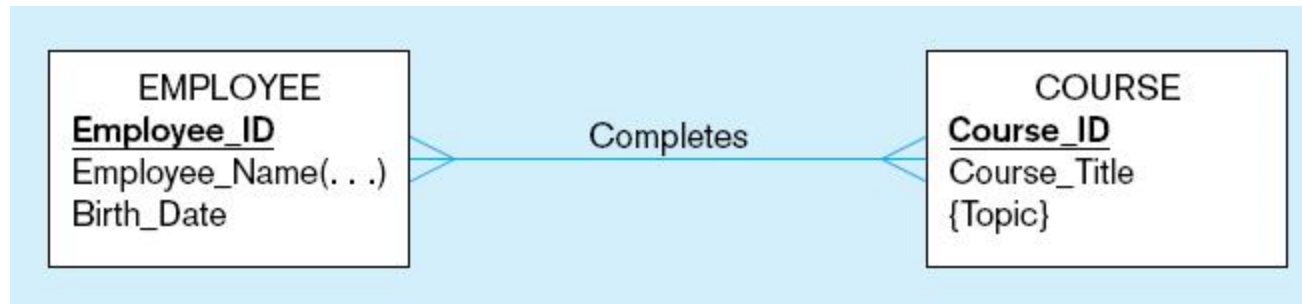 EMPLOYEE
Employee_ID
Employee_Name(. . .)
Birth_Date
Completes
COURSE
Course_ID
Course_Title
{Topic}